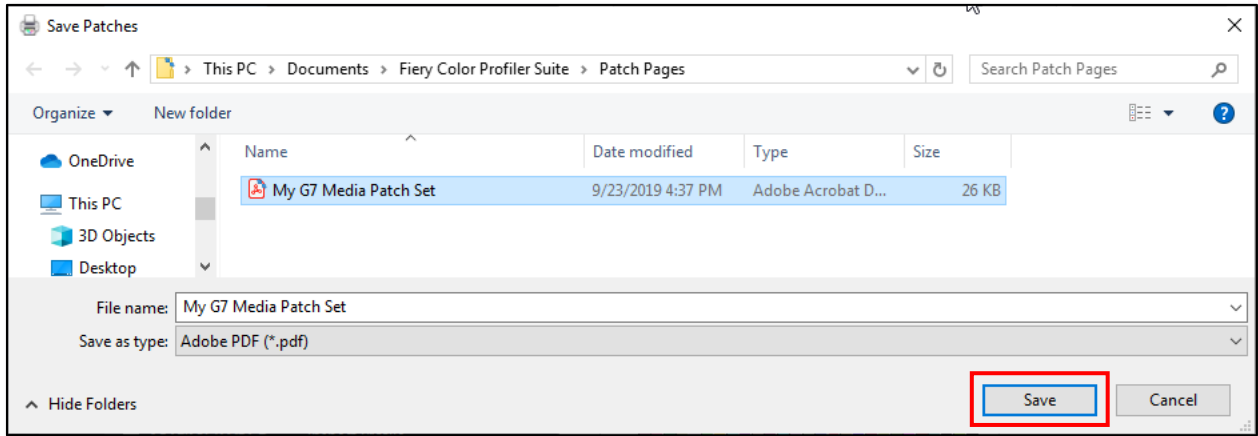 Save Patches
This PC > Documents > Fiery Color Profiler Suite > Patch Pages
Search Patch Pages
Organize
New folder
?
OneDrive
This PC
3D Objects
Desktop
Name Date modified Type Size
My G7 Media Patch Set 9/23/2019 4:37 PM Adobe Acrobat D... 26 KB
File name: My G7 Media Patch Set
Save as type: Adobe PDF (*.pdf)
Hide Folders
Save
Cancel